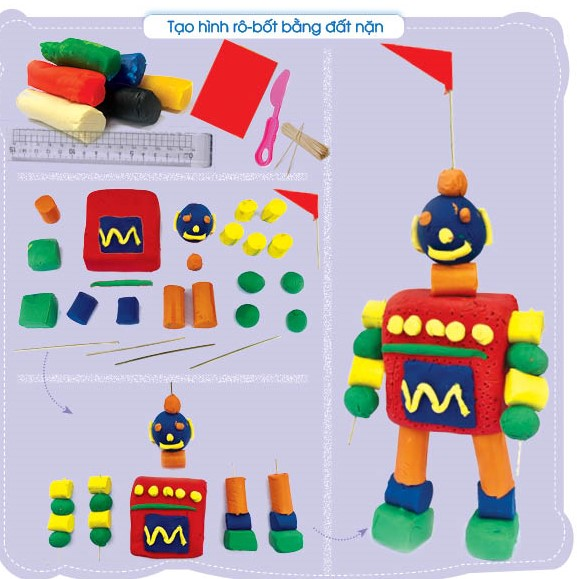 Tạo hình rô-bốt bằng đất nặn